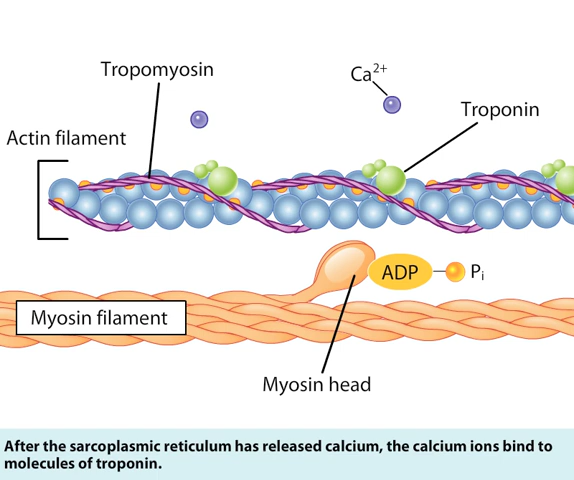 Tropomyosin
Ca2+
Troponin
Actin filament
ADP
Pi
Myosin filament
Myosin head
After the sarcoplasmic reticulum has released calcium, the calcium ions bind to
molecules of troponin.